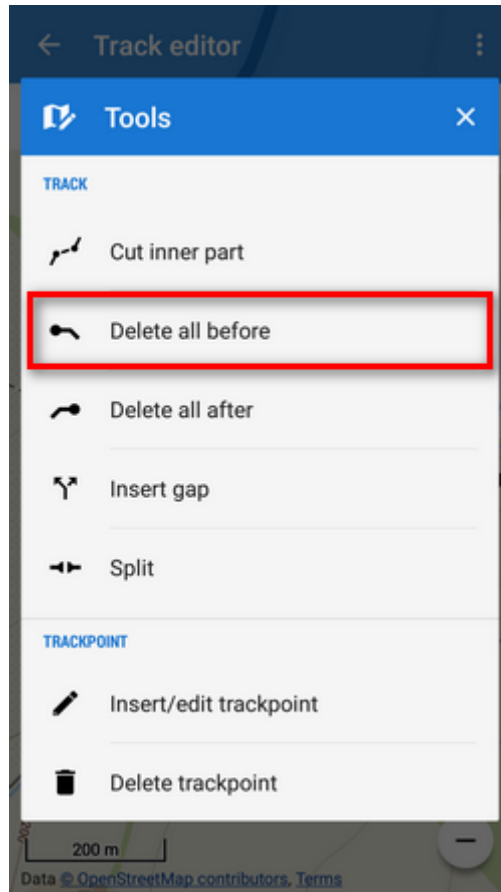 Track editor
Tools
TRACK
Cut inner part
Delete all before
Delete all after
Insert gap
Split
TRACKPOINT
Insert/edit trackpoint
Delete trackpoint
200 m
Data © OpenStreetMap contributors, Terms